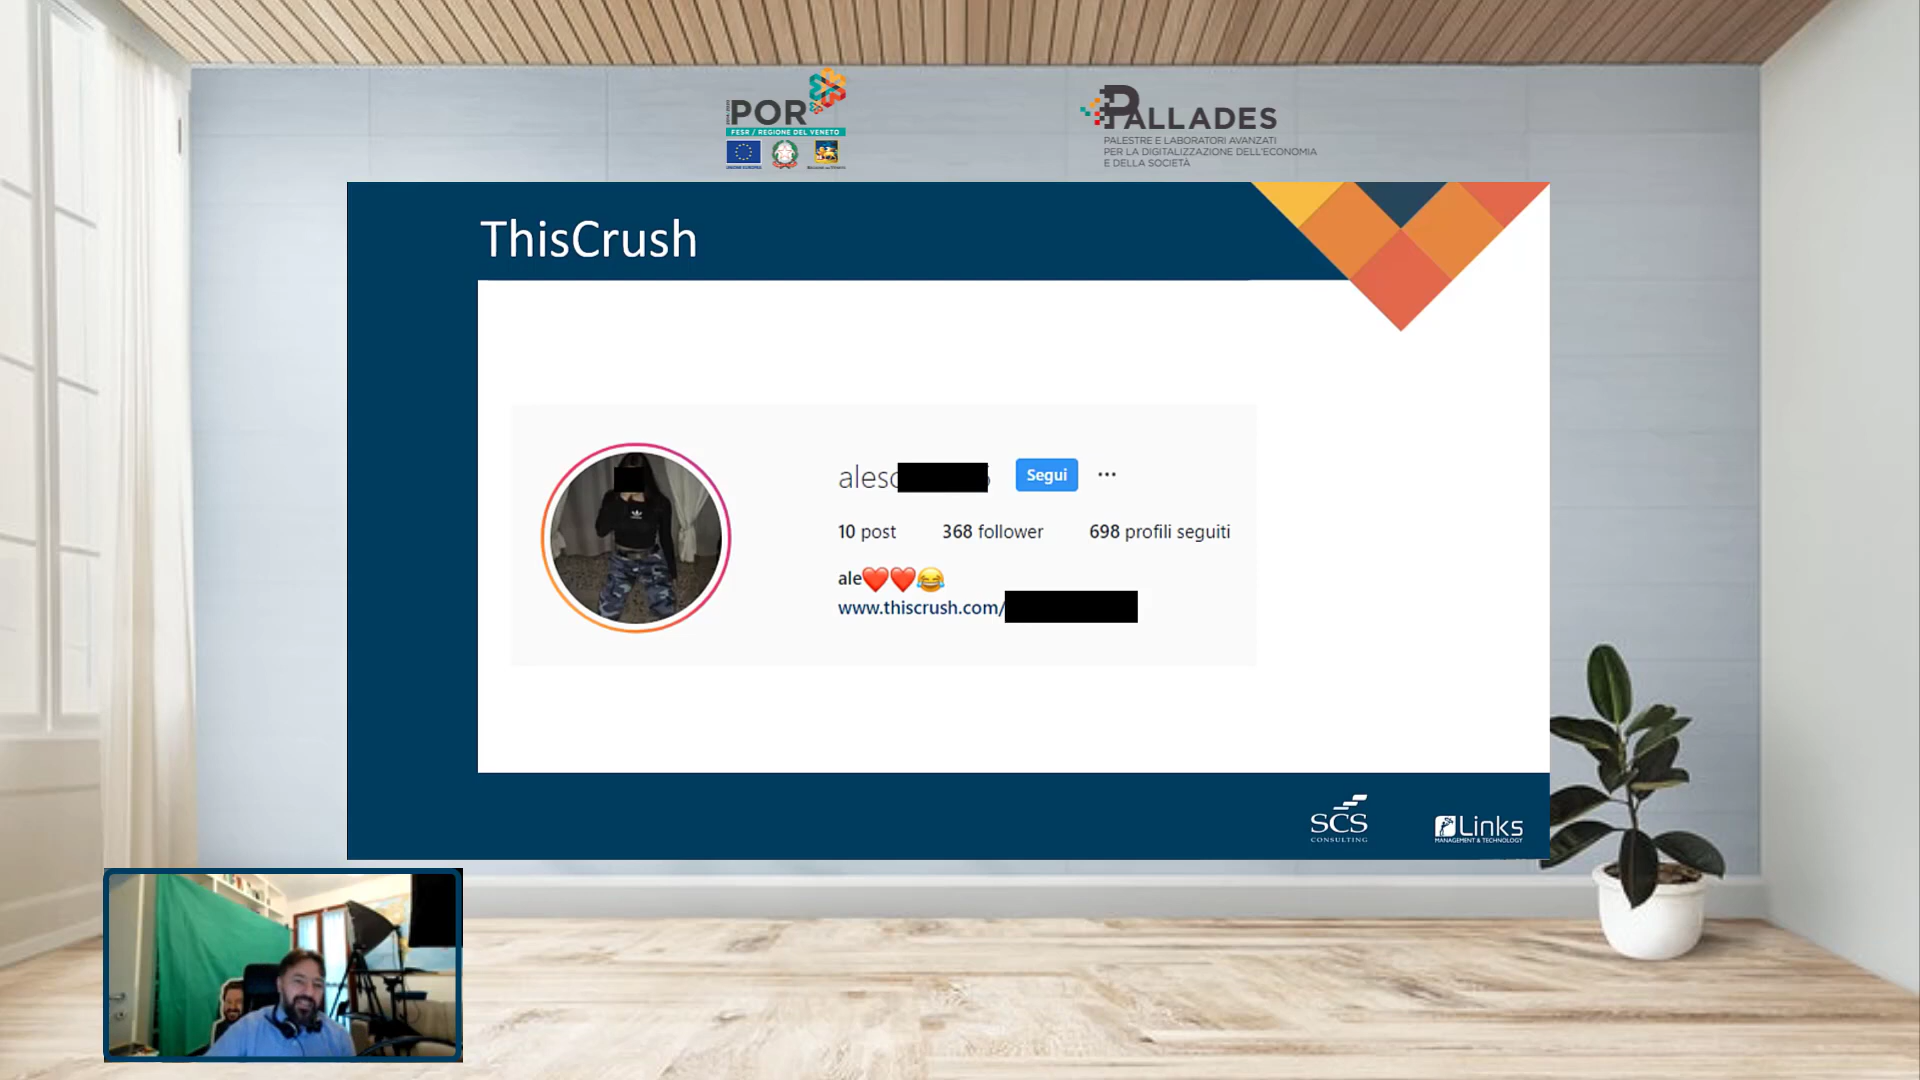 POR
FESR / REGIONE DEL VENETO
PALLADES
PALESTRE E LABORATORI AVANZATI
PER LA DIGITALIZZAZIONE DELL'ECONOMIA
E DELLA SOCIETÀ
ThisCrush
alesc
Segui
10 post 368 follower 698 profili seguiti
ale❤️❤️😂
www.thiscrush.com/
SCS
CONSULTING
Links
MANAGEMENT & TECHNOLOGY